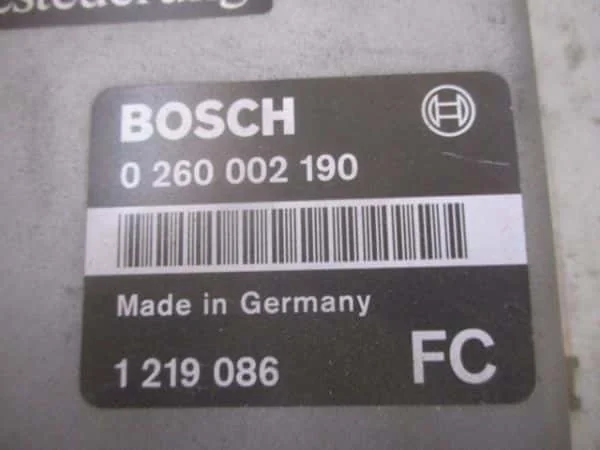 BOSCH
0 260 002 190
Made in Germany
1 219 086
FC